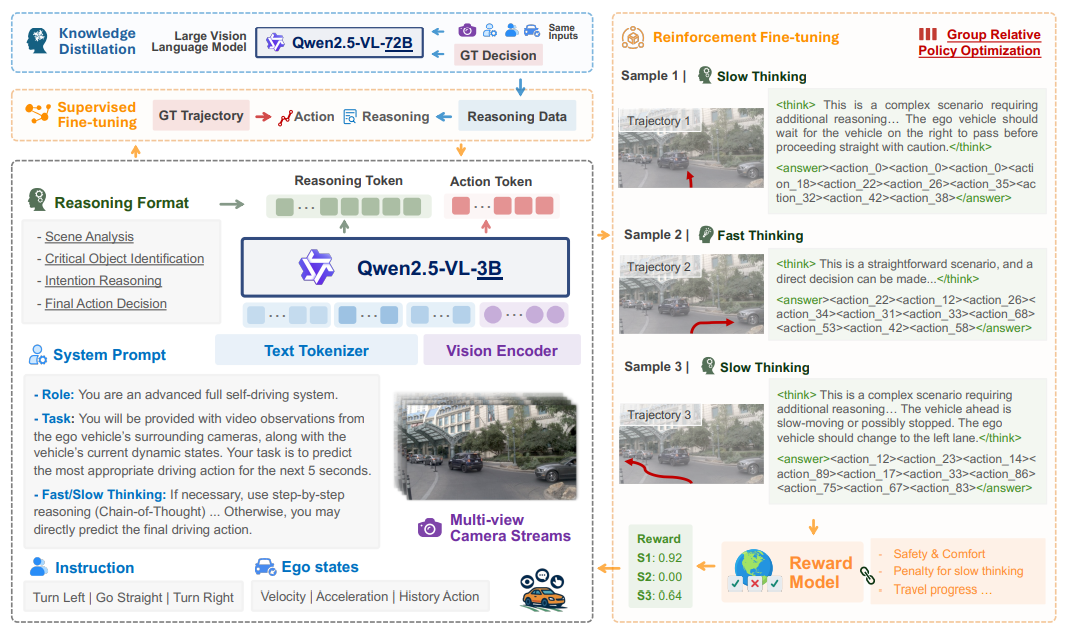 Knowledge
Distillation
Large Vision
Language Model
Qwen2.5-VL-72B
Same
Inputs
GT Decision
Supervised
Fine-tuning
GT Trajectory
Action
Reasoning
Reasoning Data
Reasoning Format
- Scene Analysis
- Critical Object Identification
- Intention Reasoning
- Final Action Decision
Reasoning Token
Action Token
...
...
Qwen2.5-VL-3B
...
...
...
...
Text Tokenizer
Vision Encoder
System Prompt
- Role: You are an advanced full self-driving system.
- Task: You will be provided with video observations from
the ego vehicle's surrounding cameras, along with the
vehicle's current dynamic states. Your task is to predict
the most appropriate driving action for the next 5 seconds.
- Fast/Slow Thinking: If necessary, use step-by-step
reasoning (Chain-of-Thought) ... Otherwise, you may
directly predict the final driving action.
Multi-view
Camera Streams
Instruction
Turn Left | Go Straight | Turn Right
Ego states
Velocity | Acceleration | History Action
Reinforcement Fine-tuning
Group Relative
Policy Optimization
Sample 1 | Slow Thinking
Trajectory 1
<think> This is a complex scenario requiring
additional reasoning... The ego vehicle should
wait for the vehicle on the right to pass before
proceeding straight with caution.</think>
<answer><action_0><action_0><action_0><acti
on_18><action_22><action_26><action_35><ac
tion_32><action_42><action_38></answer>
Sample 2 | Fast Thinking
Trajectory 2
<think> This is a straightforward scenario, and a
direct decision can be made...</think>
<answer><action_22><action_12><action_26><
action_34><action_31><action_33><action_68>
<action_53><action_42><action_58></answer>
Sample 3 | Slow Thinking
Trajectory 3
<think> This is a complex scenario requiring
additional reasoning... The vehicle ahead is
slow-moving or possibly stopped. The ego
vehicle should change to the left lane.</think>
<answer><action_12><action_23><action_14><
action_89><action_17><action_33><action_86>
<action_75><action_67><action_83></answer>
Reward
S1: 0.92
S2: 0.00
S3: 0.64
Reward
Model
- Safety & Comfort
- Penalty for slow thinking
- Travel progress ...